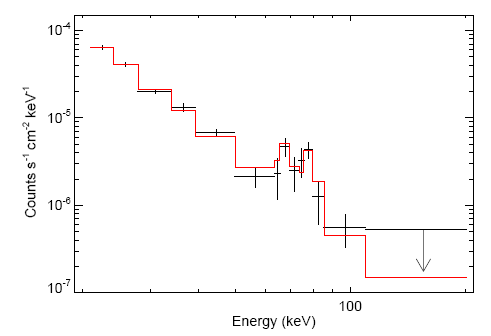 10⁻⁴
10⁻⁵
10⁻⁶
10⁻⁷
Counts s⁻¹ cm⁻² keV⁻¹
100
Energy (keV)